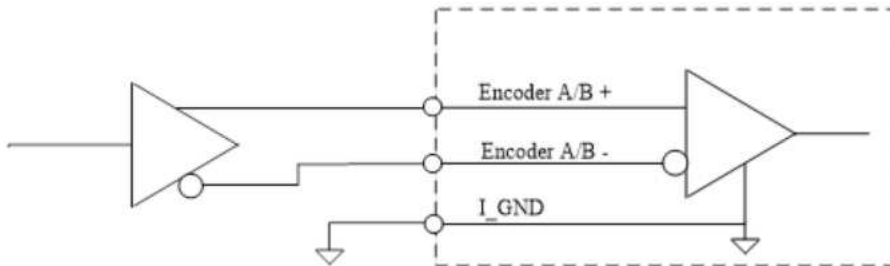 Encoder A/B +
Encoder A/B -
I_GND